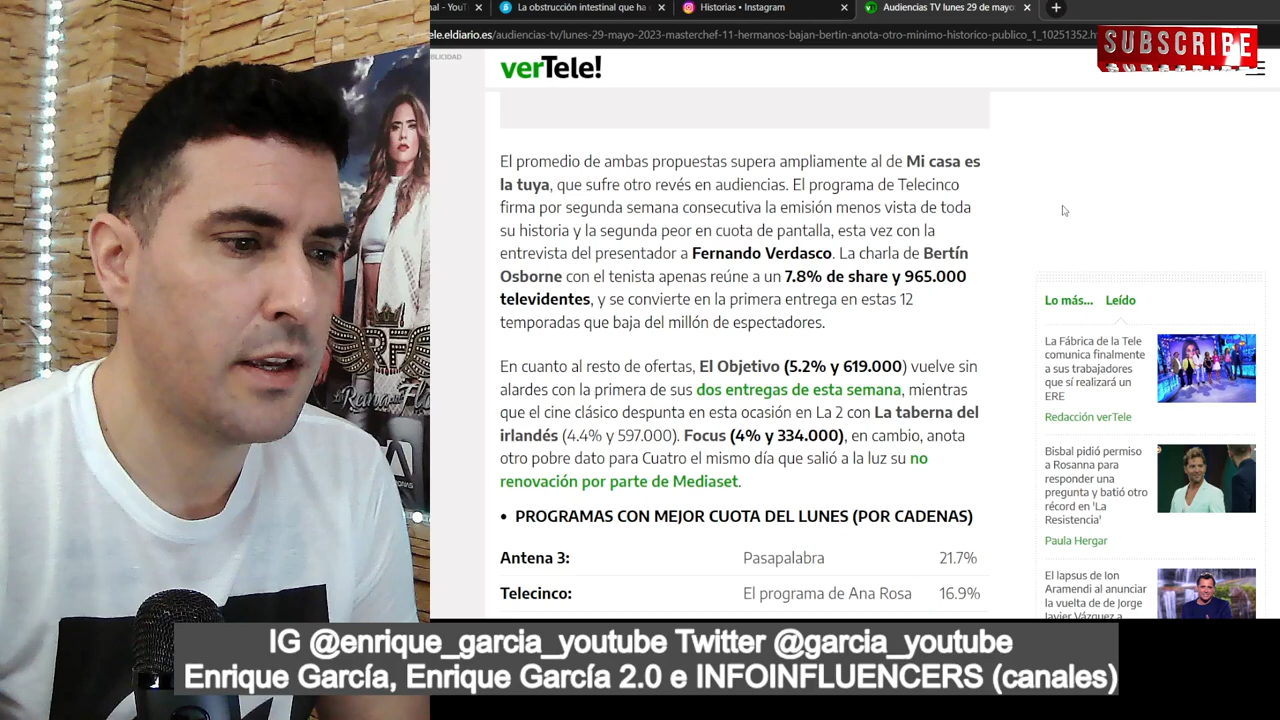 nal - YouT
La obstrucción intestinal que ha
Historias • Instagram
Audiencias TV lunes 29 de mayo
tele.eldiario.es/audiencias-tv/lunes-29-mayo-2023-masterchef-11-hermanos-bajan-bertin-anota-otro-minimo-historico-publico_1_10251352.h
SUBSCRIBE
BLICIDAD
verTele!
El promedio de ambas propuestas supera ampliamente al de Mi casa es
la tuya, que sufre otro revés en audiencias. El programa de Telecinco
firma por segunda semana consecutiva la emisión menos vista de toda
su historia y la segunda peor en cuota de pantalla, esta vez con la
entrevista del presentador a Fernando Verdasco. La charla de Bertín
Osborne con el tenista apenas reúne a un 7.8% de share y 965.000
televidentes, y se convierte en la primera entrega en estas 12
temporadas que baja del millón de espectadores.
En cuanto al resto de ofertas, El Objetivo (5.2% y 619.000) vuelve sin
alardes con la primera de sus dos entregas de esta semana, mientras
que el cine clásico despunta en esta ocasión en La 2 con La taberna del
irlandés (4.4% y 597.000). Focus (4% y 334.000), en cambio, anota
otro pobre dato para Cuatro el mismo día que salió a la luz su no
renovación por parte de Mediaset.
• PROGRAMAS CON MEJOR CUOTA DEL LUNES (POR CADENAS)
Antena 3: Pasapalabra 21.7%
Telecinco: El programa de Ana Rosa 16.9%
Lo más... Leído
La Fábrica de la Tele
comunica finalmente
a sus trabajadores
que sí realizará un
ERE
Redacción verTele
Bisbal pidió permiso
a Rosanna para
responder una
pregunta y batió otro
récord en 'La
Resistencia'
Paula Hergar
El lapsus de Ion
Aramendi al anunciar
la vuelta de de Jorge
Javier Vázquez a
RF
IG @enrique_garcia_youtube Twitter @garcia_youtube
Enrique García, Enrique García 2.0 e INFOINFLUENCERS (canales)